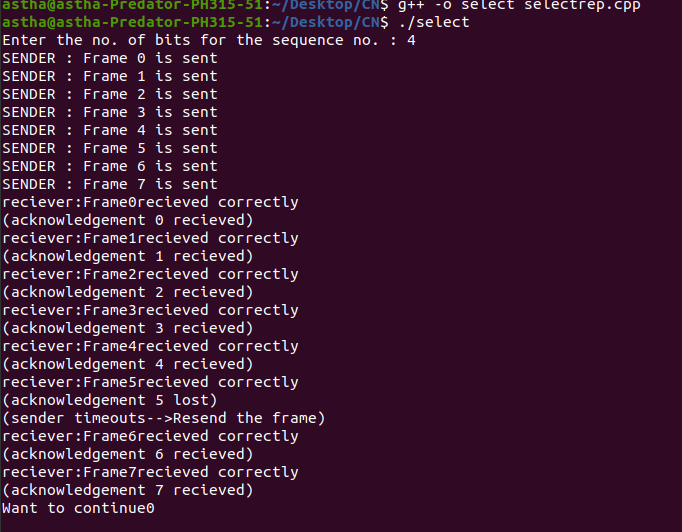 astha@astha-Predator-PH315-51:~/Desktop/CN$ g++ -o select selectrep.cpp
astha@astha-Predator-PH315-51:~/Desktop/CN$ ./select
Enter the no. of bits for the sequence no. : 4
SENDER : Frame 0 is sent
SENDER : Frame 1 is sent
SENDER : Frame 2 is sent
SENDER : Frame 3 is sent
SENDER : Frame 4 is sent
SENDER : Frame 5 is sent
SENDER : Frame 6 is sent
SENDER : Frame 7 is sent
reciever:Frame0recieved correctly
(acknowledgement 0 recieved)
reciever:Frame1recieved correctly
(acknowledgement 1 recieved)
reciever:Frame2recieved correctly
(acknowledgement 2 recieved)
reciever:Frame3recieved correctly
(acknowledgement 3 recieved)
reciever:Frame4recieved correctly
(acknowledgement 4 recieved)
reciever:Frame5recieved correctly
(acknowledgement 5 lost)
(sender timeouts-->Resend the frame)
reciever:Frame6recieved correctly
(acknowledgement 6 recieved)
reciever:Frame7recieved correctly
(acknowledgement 7 recieved)
Want to continue0